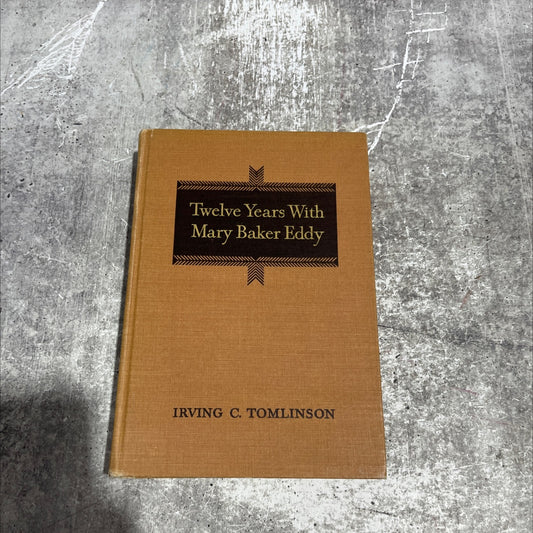 Twelve Years With
Mary Baker Eddy
IRVING C. TOMLINSON